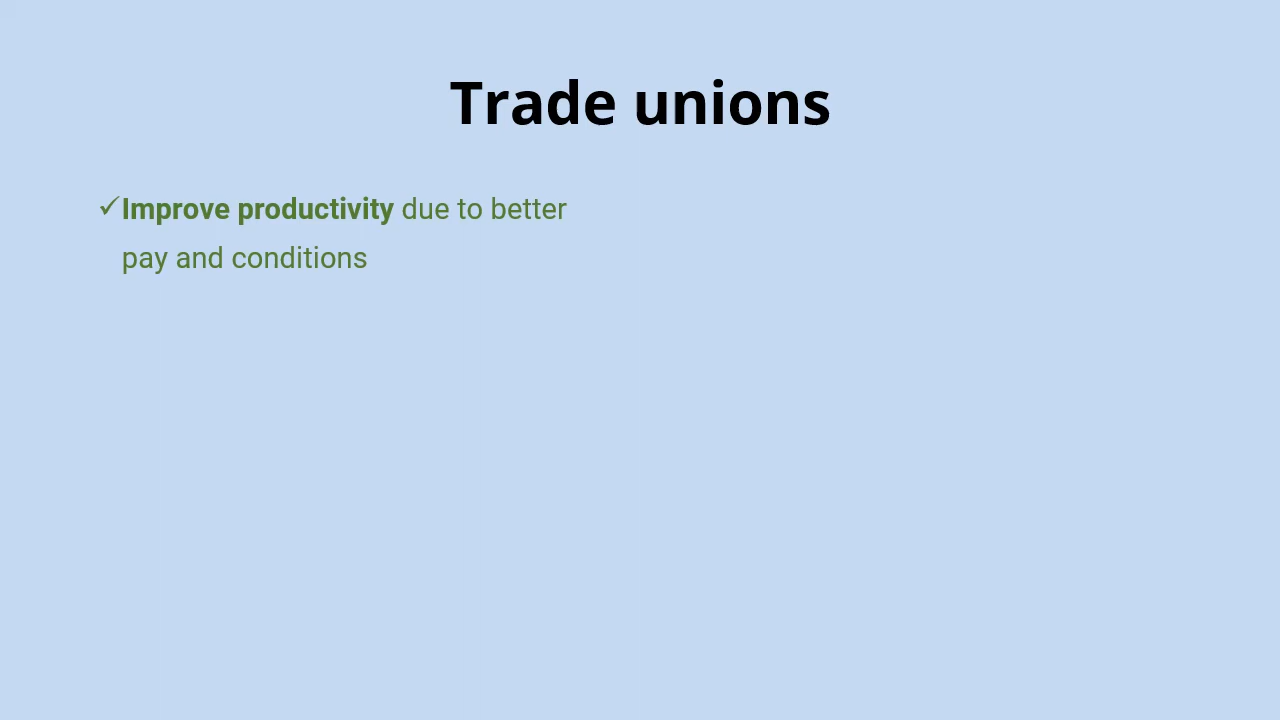 Trade unions
✓Improve productivity due to better
pay and conditions